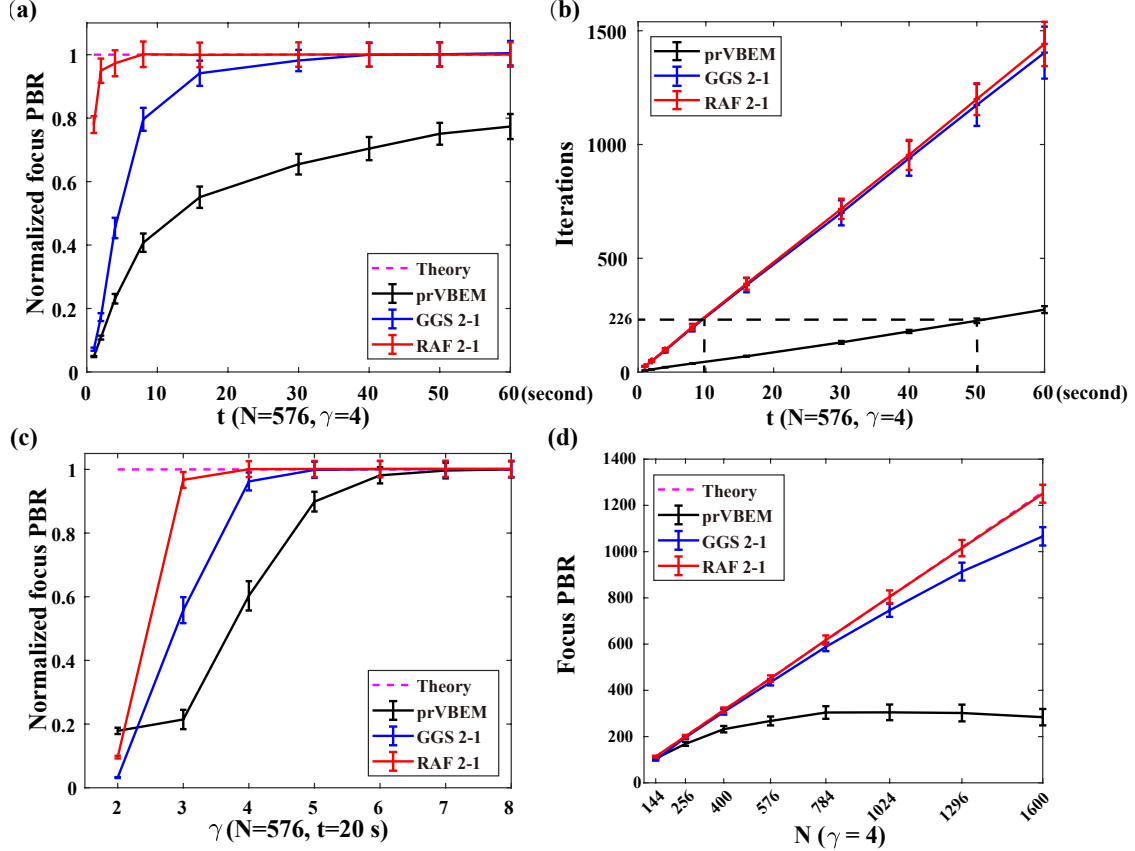 (a)
Normalized focus PBR
1
0.8
0.6
0.4
0.2
0
Theory
prVBEM
GGS 2-1
RAF 2-1
0 10 20 30 40 50 60 (second)
t (N=576, γ=4)
(b)
Iterations
1500
1000
500
226
0
prVBEM
GGS 2-1
RAF 2-1
0 10 20 30 40 50 60 (second)
t (N=576, γ=4)
(c)
Normalized focus PBR
1
0.8
0.6
0.4
0.2
0
Theory
prVBEM
GGS 2-1
RAF 2-1
2 3 4 5 6 7 8
γ (N=576, t=20 s)
(d)
Focus PBR
1400
1200
1000
800
600
400
200
0
Theory
prVBEM
GGS 2-1
RAF 2-1
144 256 400 576 784 1024 1296 1600
N (γ = 4)